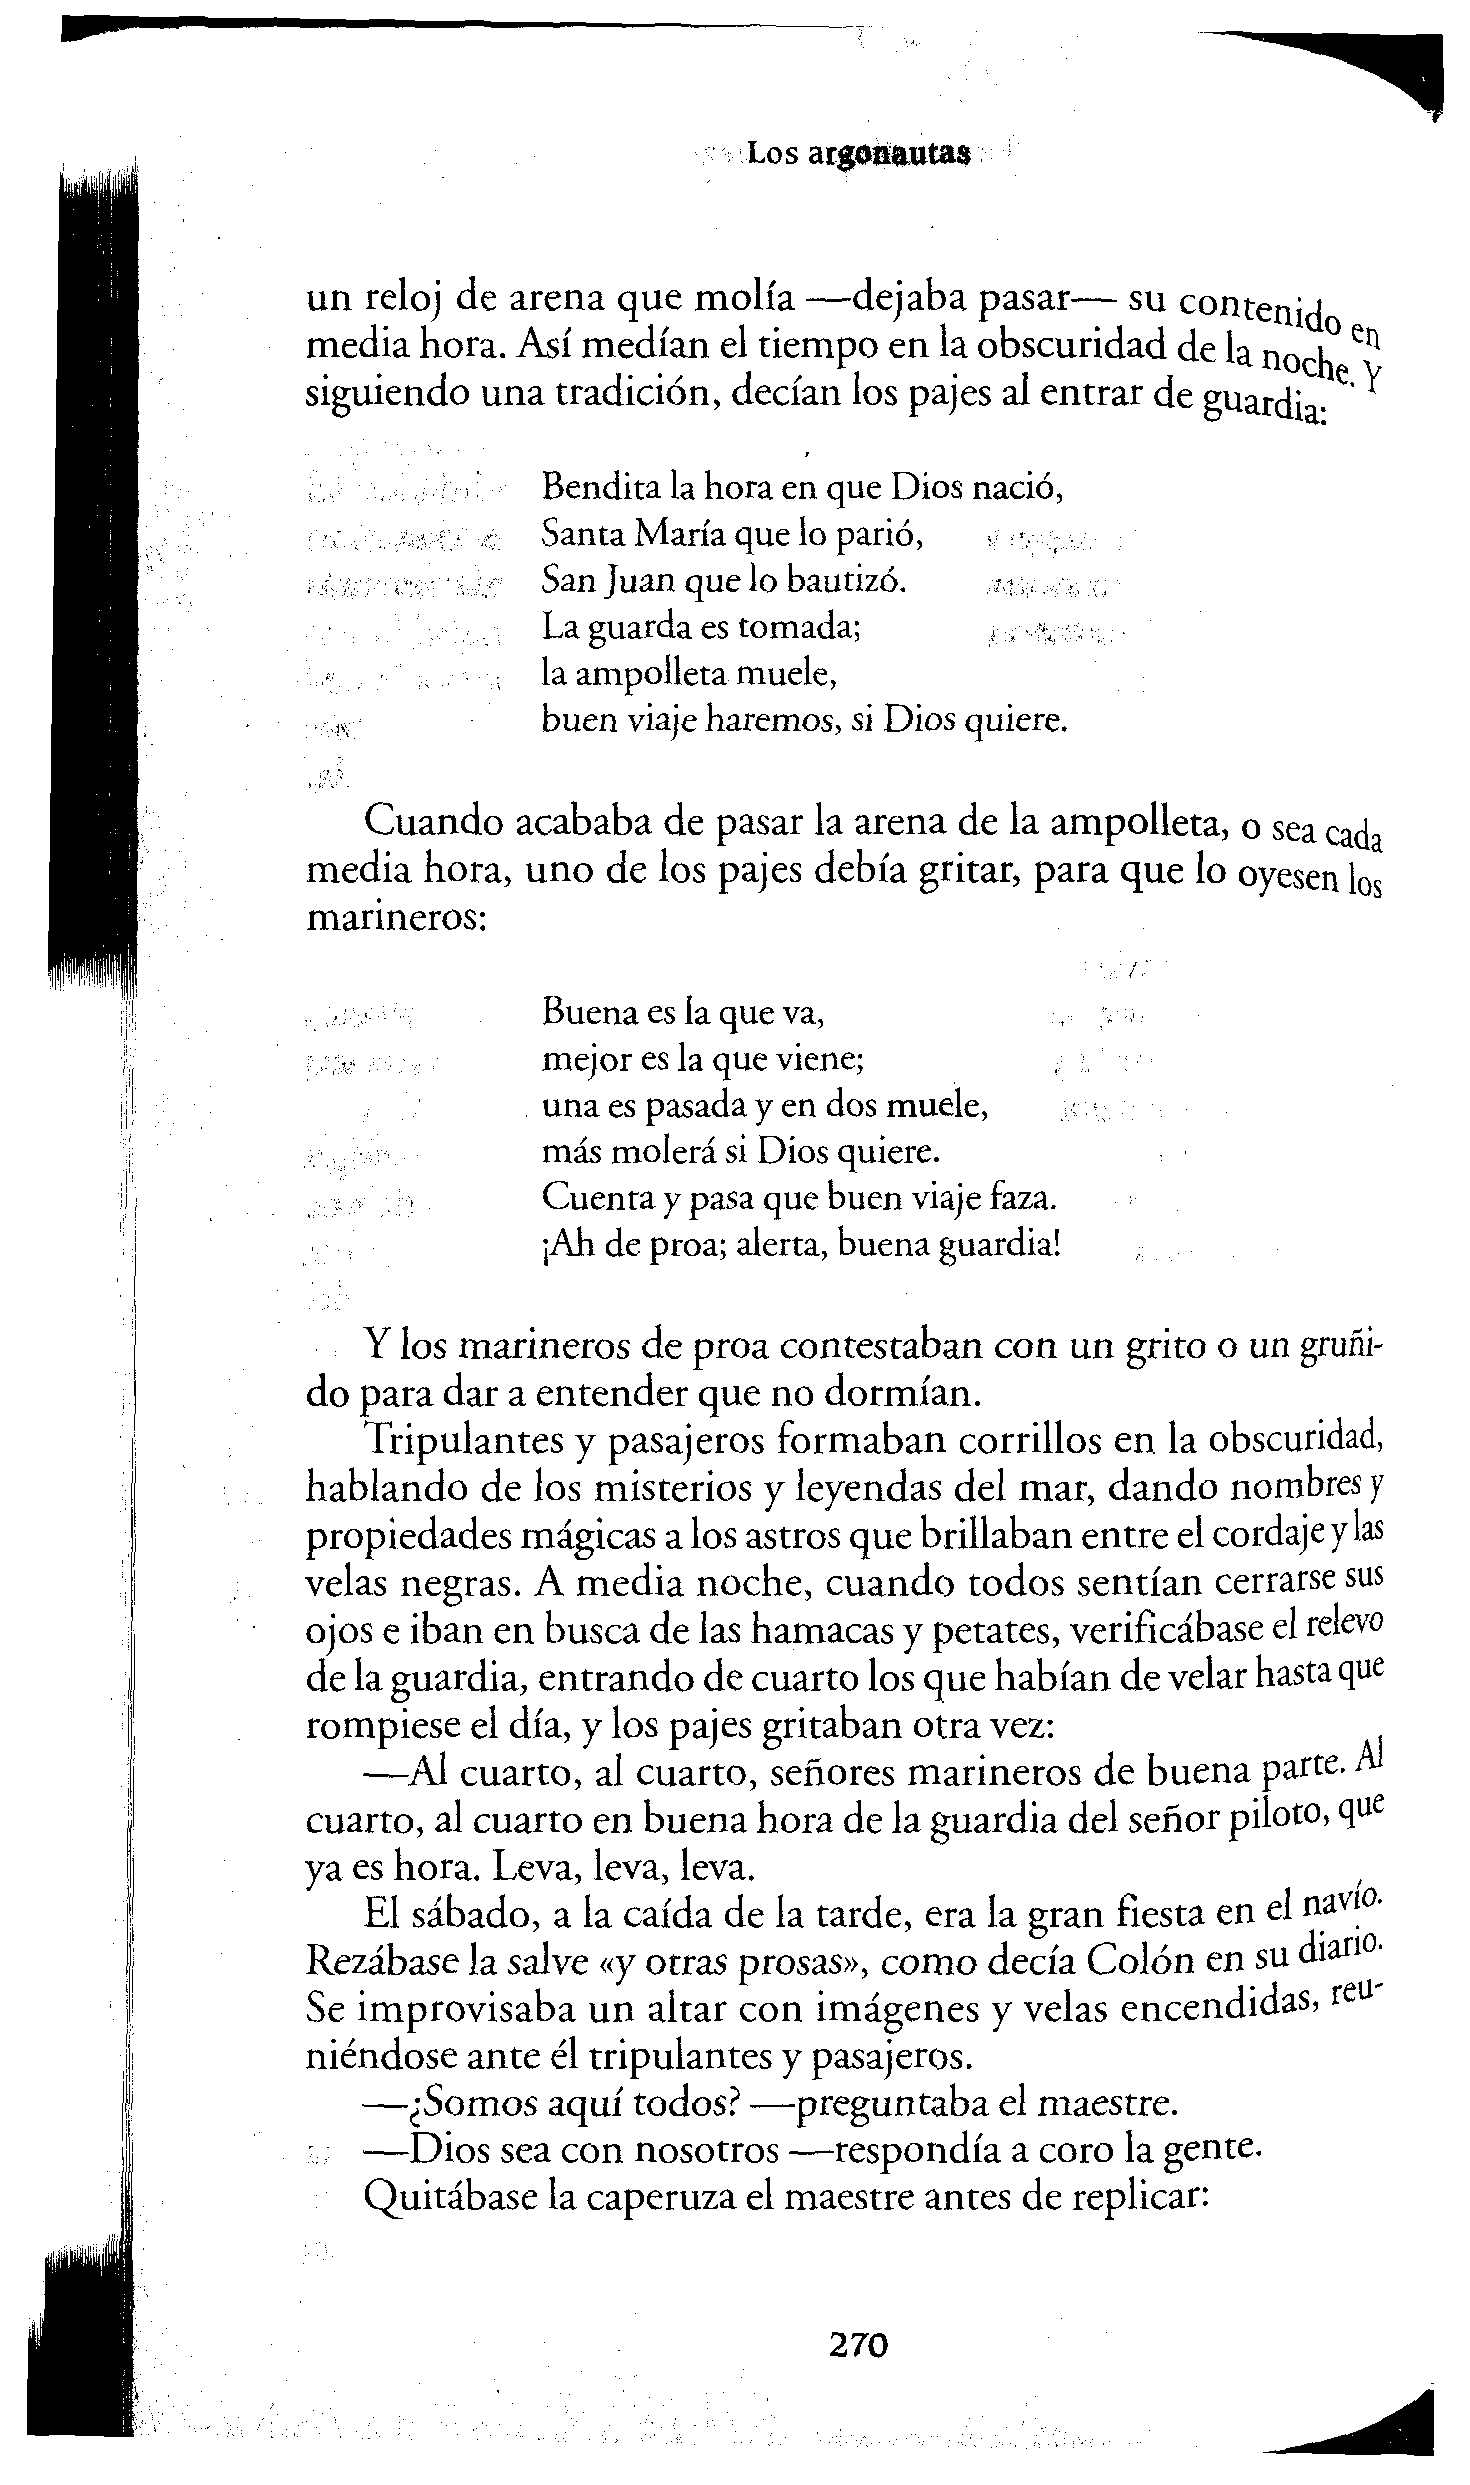 Los argonautas
un reloj de arena que molía —dejaba pasar— su contenido en
media hora. Así medían el tiempo en la obscuridad de la noche. Y
siguiendo una tradición, decían los pajes al entrar de guardia:
Bendita la hora en que Dios nació,
Santa María que lo parió,
San Juan que lo bautizó.
La guarda es tomada;
la ampolleta muele,
buen viaje haremos, si Dios quiere.
Cuando acababa de pasar la arena de la ampolleta, o sea cada
media hora, uno de los pajes debía gritar, para que lo oyesen los
marineros:
Buena es la que va,
mejor es la que viene;
una es pasada y en dos muele,
más molerá si Dios quiere.
Cuenta y pasa que buen viaje faza.
¡Ah de proa; alerta, buena guardia!
Y los marineros de proa contestaban con un grito o un gruñi-
do para dar a entender que no dormían.
Tripulantes y pasajeros formaban corrillos en la obscuridad,
hablando de los misterios y leyendas del mar, dando nombres y
propiedades mágicas a los astros que brillaban entre el cordaje y las
velas negras. A media noche, cuando todos sentían cerrarse sus
ojos e iban en busca de las hamacas y petates, verificábase el relevo
de la guardia, entrando de cuarto los que habían de velar hasta que
rompiese el día, y los pajes gritaban otra vez:
—Al cuarto, al cuarto, señores marineros de buena parte. Al
cuarto, al cuarto en buena hora de la guardia del señor piloto, que
ya es hora. Leva, leva, leva.
El sábado, a la caída de la tarde, era la gran fiesta en el navío.
Rezábase la salve «y otras prosas», como decía Colón en su diario.
Se improvisaba un altar con imágenes y velas encendidas, reu-
niéndose ante él tripulantes y pasajeros.
—¿Somos aquí todos? —preguntaba el maestre.
—Dios sea con nosotros —respondía a coro la gente.
Quitábase la caperuza el maestre antes de replicar:
270